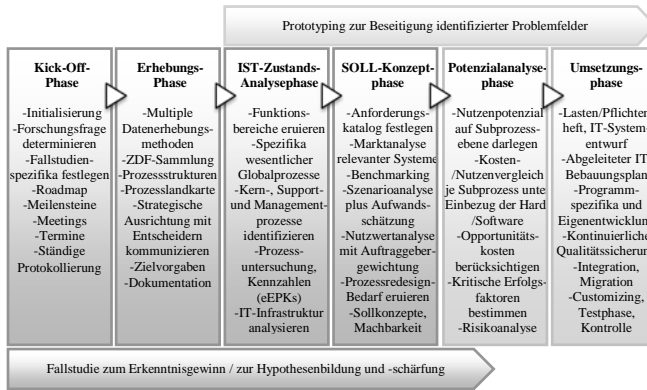 Prototyping zur Beseitigung identifizierter Problemfelder
Kick-Off-
Phase
-Initialisierung
-Forschungsfrage
determinieren
-Fallstudien-
spezifika festlegen
-Roadmap
-Meilensteine
-Meetings
-Termine
-Ständige
Protokollierung
Erhebungs-
Phase
-Multiple
Datenerhebungs-
methoden
-ZDF-Sammlung
-Prozessstrukturen
-Prozesslandkarte
-Strategische
Ausrichtung mit
Entscheidern
kommunizieren
-Zielvorgaben
-Dokumentation
IST-Zustands-
Analysephase
-Funktions-
bereiche eruieren
-Spezifika
wesentlicher
Globalprozesse
-Kern-, Support-
und Management-
prozesse
identifizieren
-Prozess-
untersuchung,
Kennzahlen
(eEPKs)
-IT-Infrastruktur
analysieren
SOLL-Konzept-
phase
-Anforderungs-
katalog festlegen
-Marktanalyse
relevanter Systeme
-Benchmarking
-Szenarioanalyse
plus Aufwands-
schätzung
-Nutzwertanalyse
mit Auftraggeber-
gewichtung
-Prozessredesign-
Bedarf eruieren
-Sollkonzepte,
Machbarkeit
Potenzialanalyse-
phase
-Nutzenpotenzial
auf Subprozess-
ebene darlegen
-Kosten-
/Nutzenvergleich
je Subprozess unter
Einbezug der Hard-
/Software
-Opportunitäts-
kosten
berücksichtigen
-Kritische Erfolgs-
faktoren
bestimmen
-Risikoanalyse
Umsetzungs-
phase
-Lasten/Pflichten
heft, IT-System-
entwurf
-Abgeleiteter IT-
Bebauungsplan
-Programm-
spezifika und
Eigenentwicklung
-Kontinuierliche
Qualitätssicherung
-Integration,
Migration
-Customizing,
Testphase,
Kontrolle
Fallstudie zum Erkenntnisgewinn / zur Hypothesenbildung und -schärfung